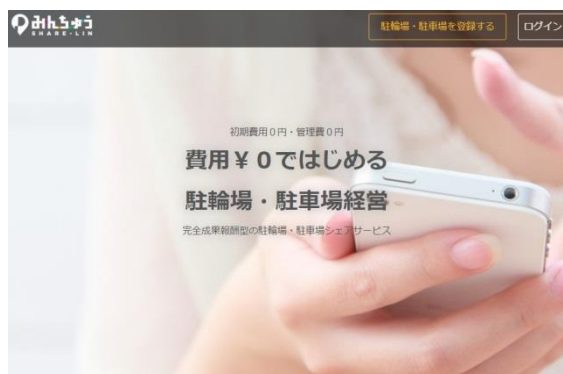 みんちゅう
SHARE-LIN
駐輪場・駐車場を登録する
ログイン
初期費用0円・管理費0円
費用¥0ではじめる
駐輪場・駐車場経営
完全成果報酬型の駐輪場・駐車場シェアサービス